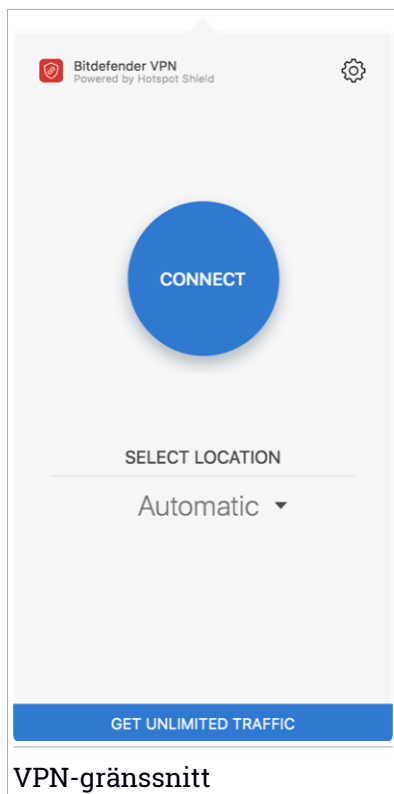 Bitdefender VPN
Powered by Hotspot Shield
CONNECT
SELECT LOCATION
Automatic
GET UNLIMITED TRAFFIC
VPN-gränssnitt